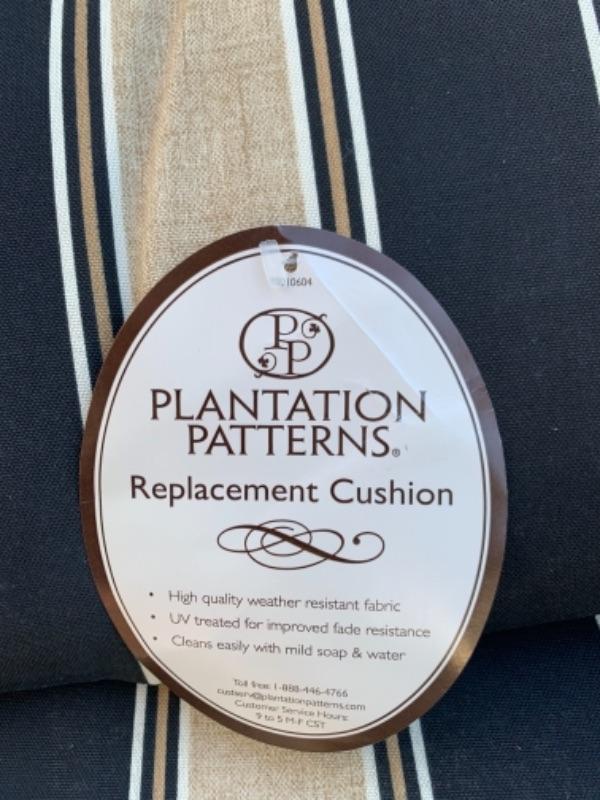 10604
PP
PLANTATION
PATTERNS®
Replacement Cushion
• High quality weather resistant fabric
• UV treated for improved fade resistance
• Cleans easily with mild soap & water
Toll free: 1-888-446-4766
custserv@plantationpatterns.com
Customer Service Hours:
9 to 5 M-F CST